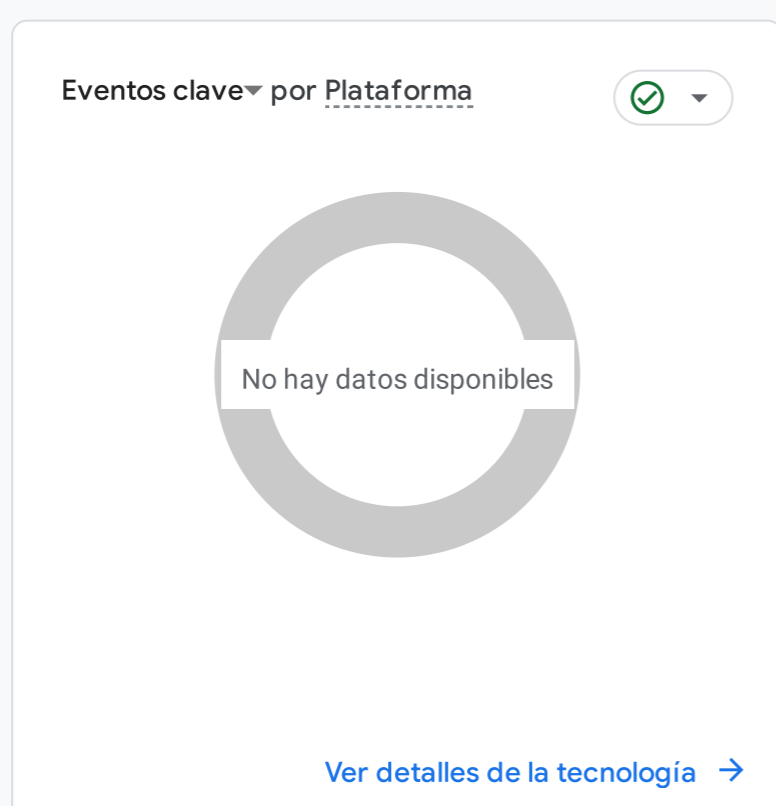 Eventos clave por Plataforma
No hay datos disponibles
Ver detalles de la tecnología